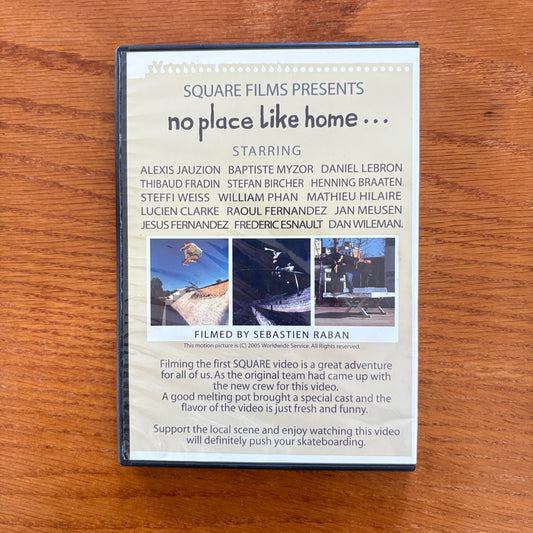 SQUARE FILMS PRESENTS
no place like home...
STARRING
ALEXIS JAUZION BAPTISTE MYZOR DANIEL LEBRON
THIBAUD FRADIN STEFAN BIRCHER HENNING BRAATEN.
STEFFI WEISS WILLIAM PHAN MATHIEU HILAIRE
LUCIEN CLARKE RAOUL FERNANDEZ JAN MEUSEN
JESUS FERNANDEZ FREDERIC ESNAULT DAN WILEMAN.
FILMED BY SEBASTIEN RABAN
This motion picture is (C) 2005 Worldwide Service. All Rights reserved.
Filming the first SQUARE video is a great adventure
for all of us. As the original team had came up with
the new crew for this video.
A good melting pot brought a special cast and the
flavor of the video is just fresh and funny.
Support the local scene and enjoy watching this video
will definitely push your skateboarding.